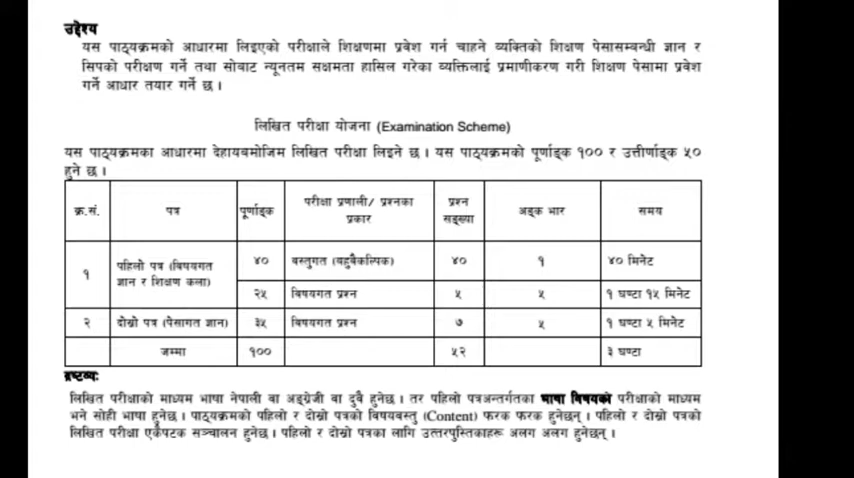 उद्देश्य
यस पाठ्यक्रमको आधारमा लिइएको परीक्षाले शिक्षणमा प्रवेश गर्न चाहने व्यक्तिको शिक्षण पेसासम्बन्धी ज्ञान र
सिपको परीक्षण गर्ने तथा सोबाट न्यूनतम सक्षमता हासिल गरेका व्यक्तिलाई प्रमाणीकरण गरी शिक्षण पेसामा प्रवेश
गर्ने आधार तयार गर्ने छ ।
लिखित परीक्षा योजना (Examination Scheme)
यस पाठ्यक्रमका आधारमा देहायबमोजिम लिखित परीक्षा लिइने छ । यस पाठ्यक्रमको पूर्णाङ्क १०० र उत्तीर्णाङ्क ५०
हुने छ ।
क्र.सं. पत्र पूर्णाङ्क परीक्षा प्रणाली/ प्रश्नका प्रश्न अङ्क भार समय
प्रकार सङ्ख्या
१ पहिलो पत्र (विषयगत ४० वस्तुगत (बहुवैकल्पिक) ४० १ ४० मिनेट
ज्ञान र शिक्षण कला) २५ विषयगत प्रश्न ५ ५ १ घण्टा १५ मिनेट
२ दोस्रो पत्र (पेसागत ज्ञान) ३५ विषयगत प्रश्न ७ ५ १ घण्टा ५ मिनेट
जम्मा १०० ५२ ३ घण्टा
द्रष्टव्यः
लिखित परीक्षाको माध्यम भाषा नेपाली वा अङ्ग्रेजी वा दुवै हुनेछ । तर पहिलो पत्रअन्तर्गतका भाषा विषयको परीक्षाको माध्यम
भने सोही भाषा हुनेछ । पाठ्यक्रमको पहिलो र दोस्रो पत्रको विषयवस्तु (Content) फरक फरक हुनेछन् । पहिलो र दोस्रो पत्रको
लिखित परीक्षा एकैपटक सञ्चालन हुनेछ । पहिलो र दोस्रो पत्रका लागि उत्तरपुस्तिकाहरू अलग अलग हुनेछन् ।